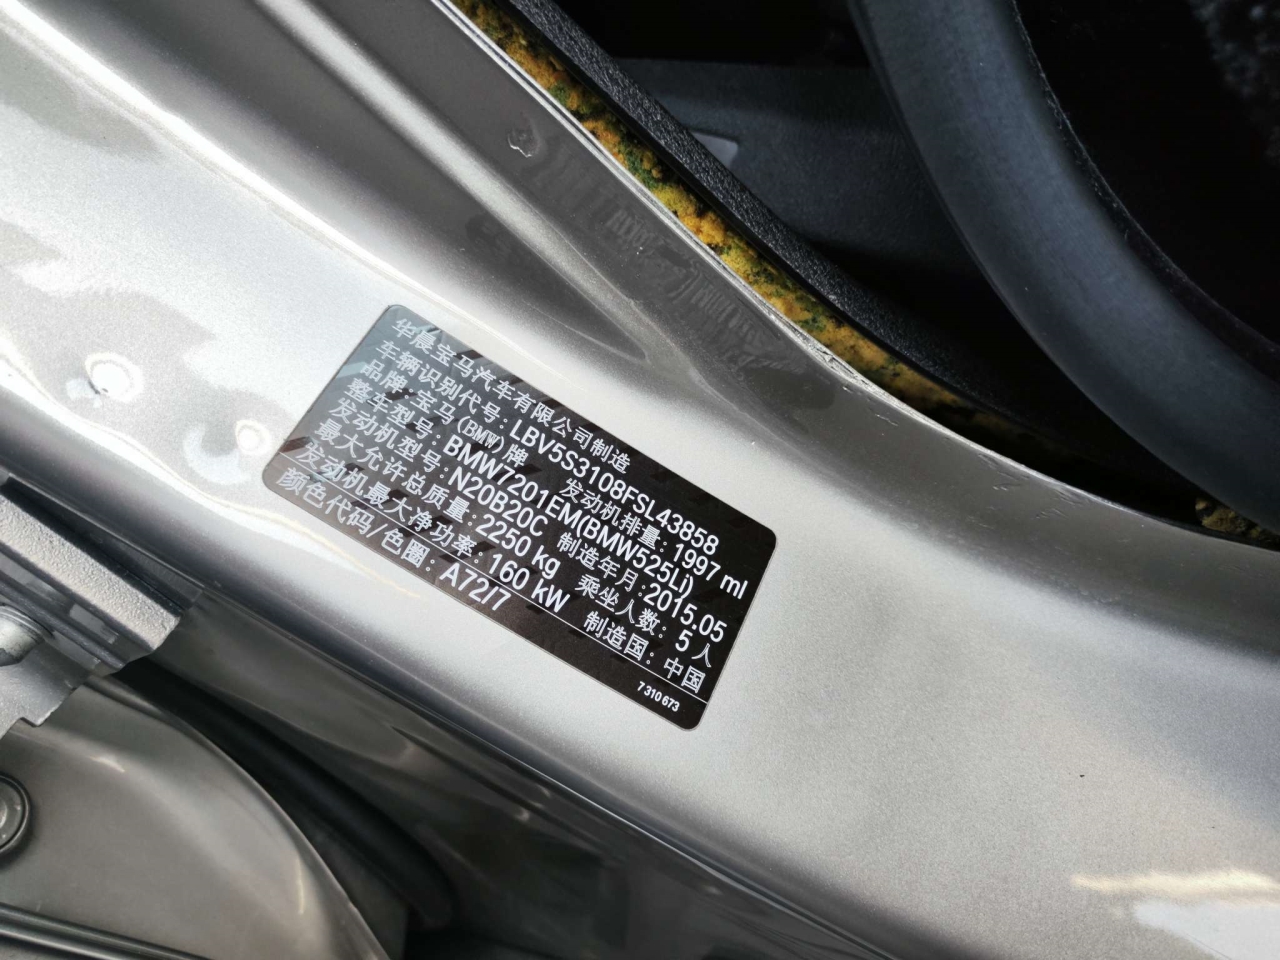 华晨宝马汽车有限公司制造
车辆识别代号: LBV5S3108FSL43858
品牌: 宝马(BMW)牌 发动机排量: 1997 ml
整车型号: BMW7201EM(BMW525Li)
发动机型号: N20B20C 制造年月: 2015.05
最大允许总质量: 2250 kg 乘坐人数: 5 人
发动机最大净功率: 160 kW 制造国: 中国
颜色代码/色圈: A72/7
7 310 673